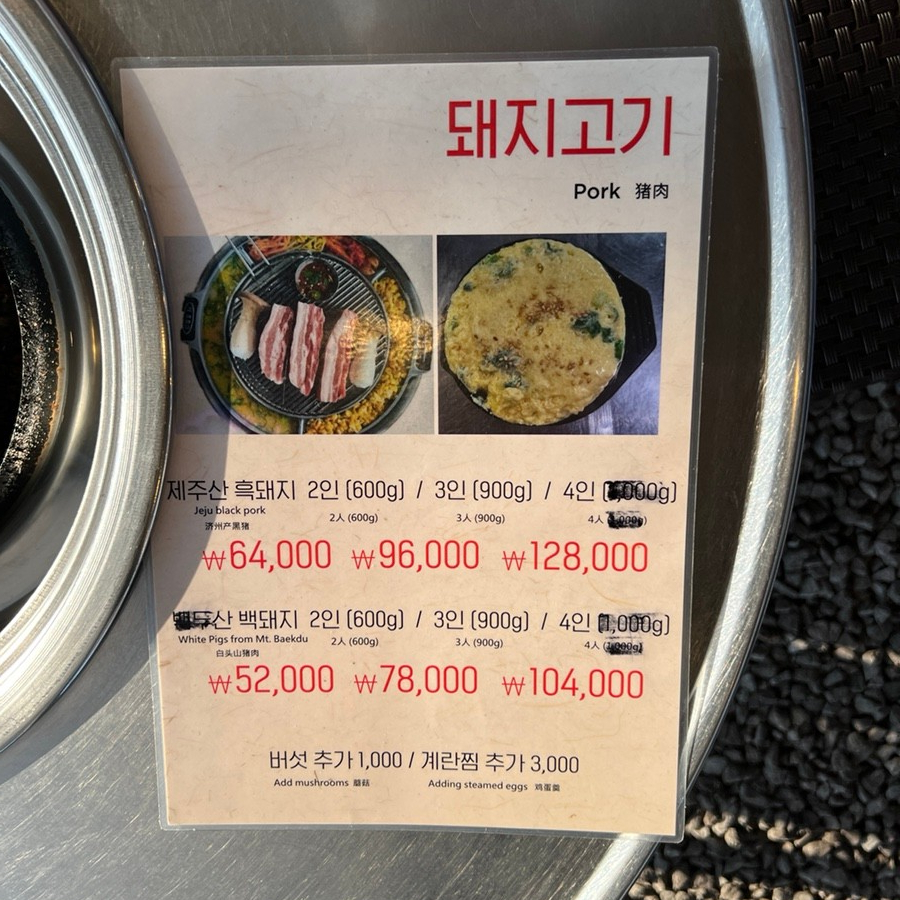 돼지고기
Pork 猪肉
제주산 흑돼지 2인 (600g) / 3인 (900g) / 4인
Jeju black pork 2人 (600g) 3人 (900g) 4人
济州产黑猪
₩64,000 ₩96,000 ₩128,000
백돼지 2인 (600g) / 3인 (900g) / 4인 (1,000g)
White Pigs from Mt. Baekdu 2人 (600g) 3人 (900g) 4人
白头山猪肉
₩52,000 ₩78,000 ₩104,000
버섯 추가 1,000 / 계란찜 추가 3,000
Add mushrooms 蘑菇 Adding steamed eggs 鸡蛋羹